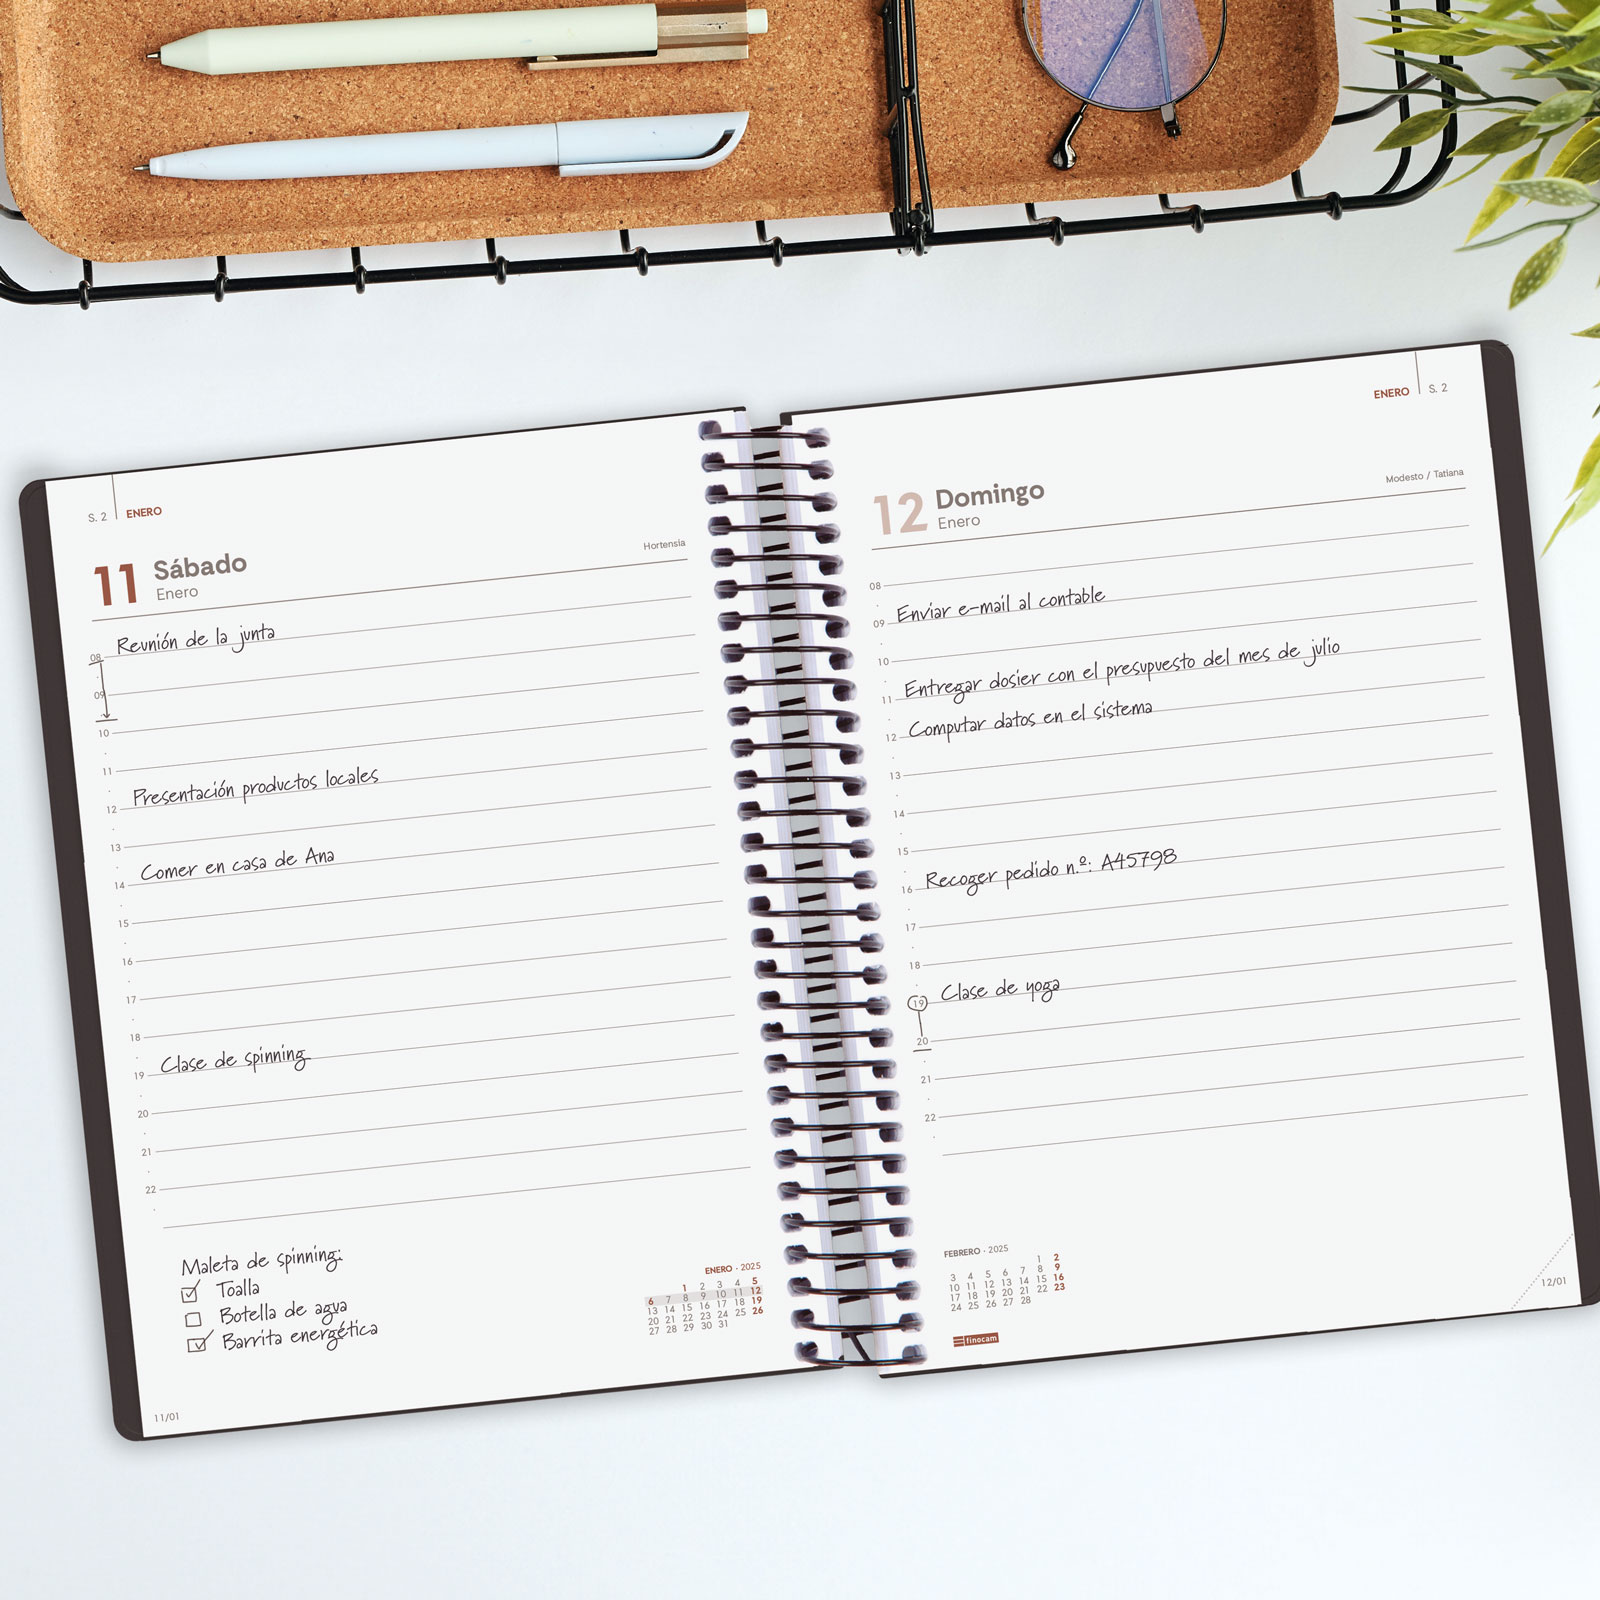 S. 2 ENERO
11 Sábado
Enero
Hortensia
Reunión de la junta
08
09
10
11
Presentación productos locales
12
13
Comer en casa de Ana
14
15
16
17
18
Clase de spinning
19
20
21
22
Maleta de spinning:
Toalla
Botella de agua
Barrita energética
ENERO · 2025
1 2 3 4 5
6 7 8 9 10 11 12
13 14 15 16 17 18 19
20 21 22 23 24 25 26
27 28 29 30 31
11/01
ENERO S. 2
12 Domingo
Enero
Modesto / Tatiana
08
Enviar e-mail al contable
09
10
Entregar dosier con el presupuesto del mes de julio
11
Computar datos en el sistema
12
13
14
15
Recoger pedido n.º: A45798
16
17
18
Clase de yoga
19
20
21
22
FEBRERO · 2025
1 2
3 4 5 6 7 8 9
10 11 12 13 14 15 16
17 18 19 20 21 22 23
24 25 26 27 28
finocam
12/01